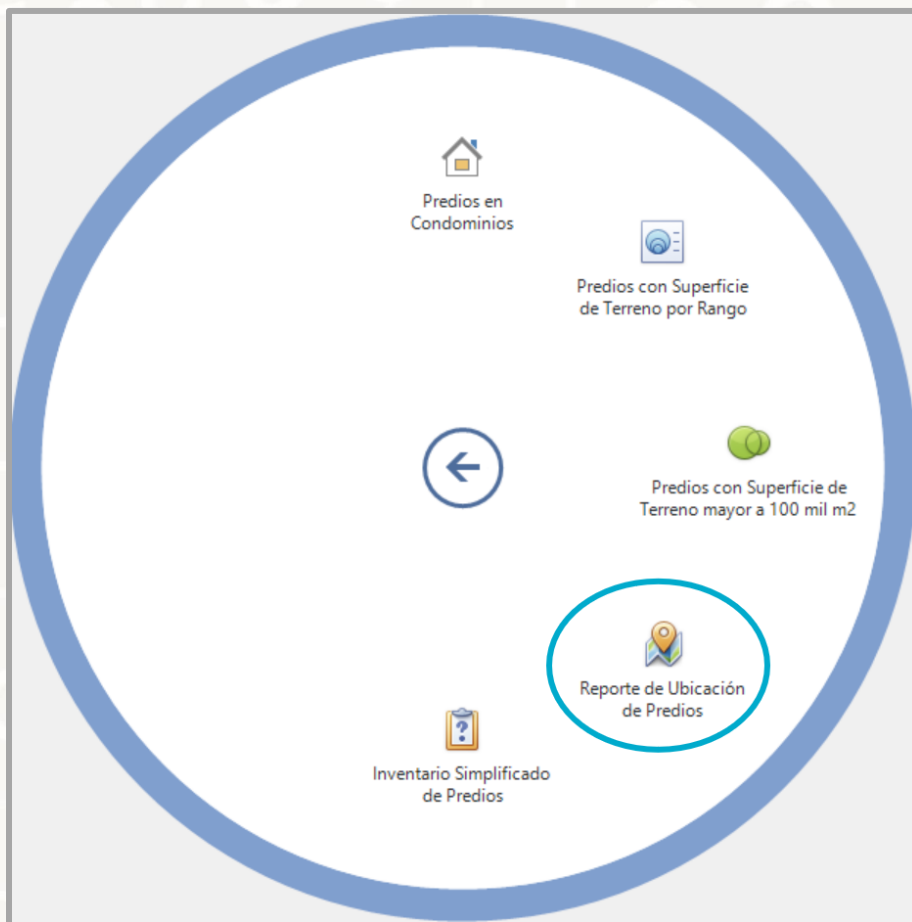 Predios en
Condominios
Predios con Superficie
de Terreno por Rango
Predios con Superficie de
Terreno mayor a 100 mil m2
Reporte de Ubicación
de Predios
Inventario Simplificado
de Predios